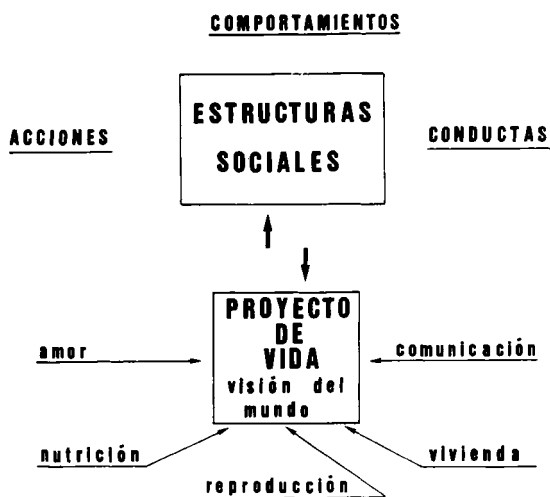 COMPORTAMIENTOS
ESTRUCTURAS
SOCIALES
ACCIONES
CONDUCTAS
PROYECTO
DE
VIDA
visión del
mundo
amor
comunicación
nutrición
vivienda
reproducción